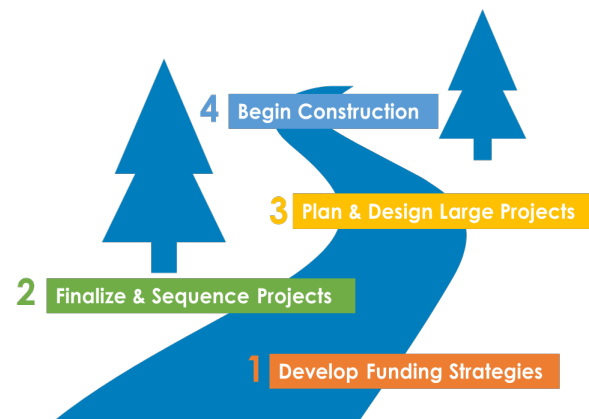 4 Begin Construction
3 Plan & Design Large Projects
2 Finalize & Sequence Projects
1 Develop Funding Strategies